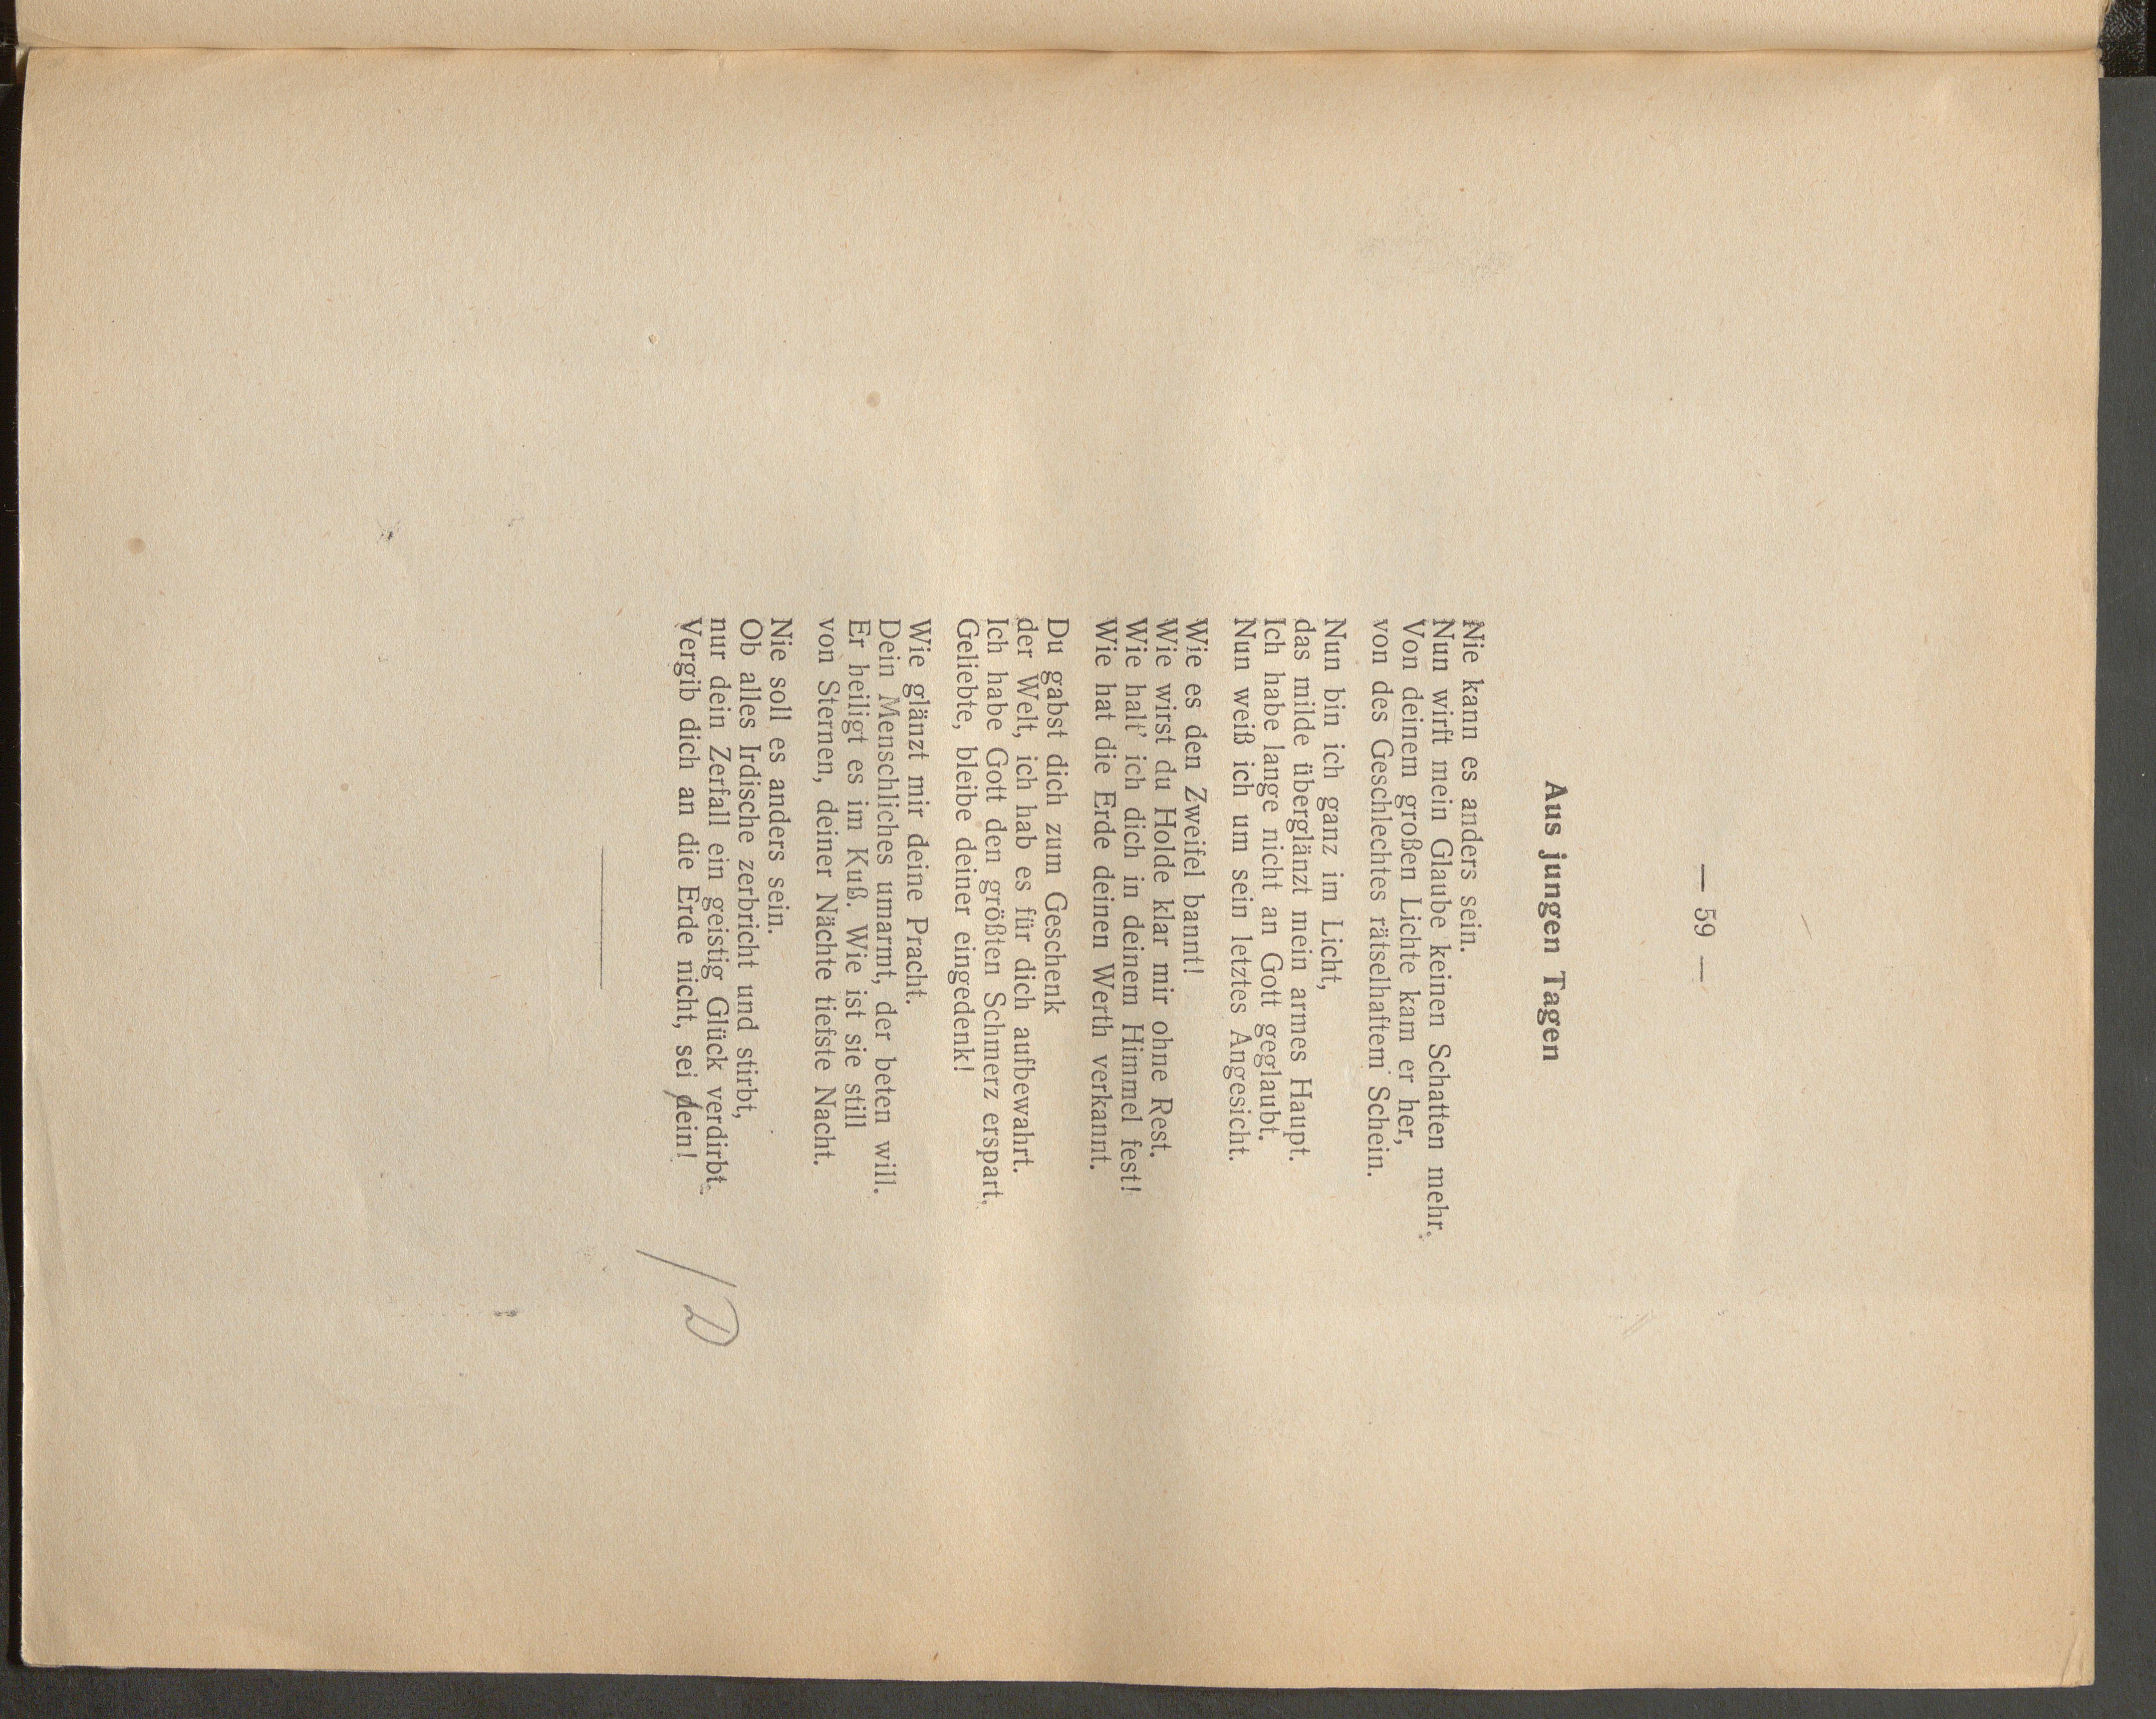 — 59 —
Aus jungen Tagen
Nie kann es anders sein.
Nun wirft mein Glaube keinen Schatten mehr.
Von deinem großen Lichte kam er her,
von des Geschlechtes rätselhaftem Schein.
Nun bin ich ganz im Licht,
das milde überglänzt mein armes Haupt.
Ich habe lange nicht an Gott geglaubt.
Nun weiß ich um sein letztes Angesicht.
Wie es den Zweifel bannt!
Wie wirst du Holde klar mir ohne Rest.
Wie halt’ ich dich in deinem Himmel fest!
Wie hat die Erde deinen Werth verkannt.
Du gabst dich zum Geschenk
der Welt, ich hab es für dich aufbewahrt.
Ich habe Gott den größten Schmerz erspart.
Geliebte, bleibe deiner eingedenk!
Wie glänzt mir deine Pracht.
Dein Menschliches umarmt, der beten will.
Er heiligt es im Kuß. Wie ist sie still
von Sternen, deiner Nächte tiefste Nacht.
Nie soll es anders sein.
Ob alles Irdische zerbricht und stirbt,
nur dein Zerfall ein geistig Glück verdirbt.
Vergib dich an die Erde nicht, sei dein!
/ D